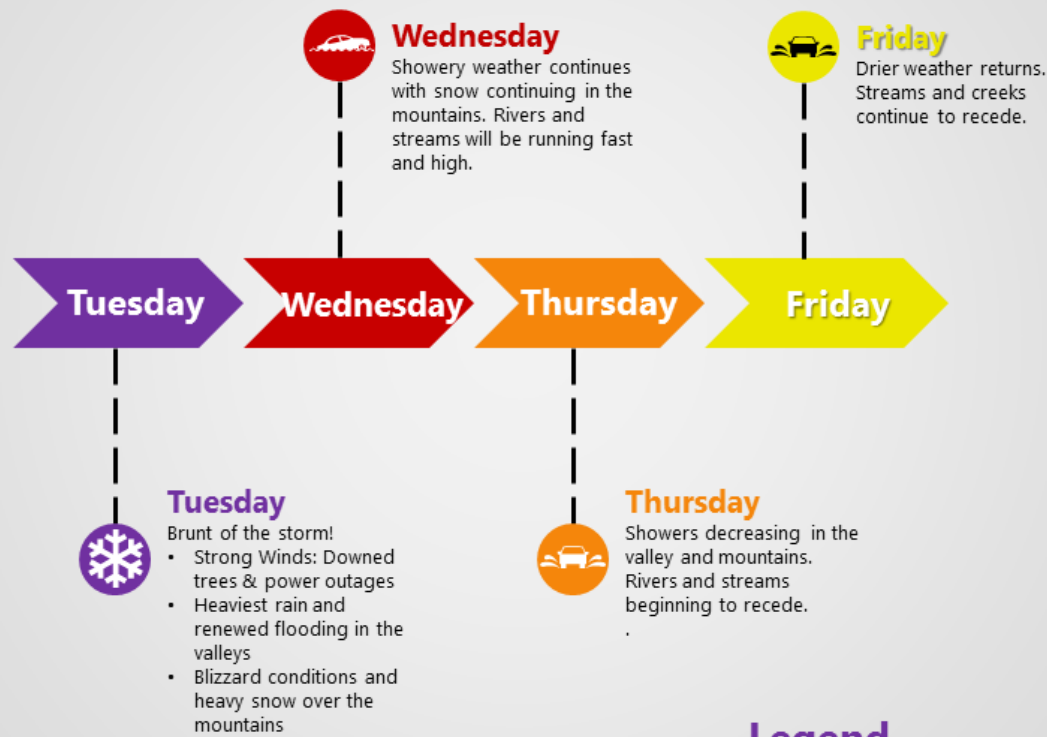 Wednesday
Showery weather continues
with snow continuing in the
mountains. Rivers and
streams will be running fast
and high.
Friday
Drier weather returns.
Streams and creeks
continue to recede.
Tuesday
Wednesday
Thursday
Friday
Tuesday
Brunt of the storm!
• Strong Winds: Downed
trees & power outages
• Heaviest rain and
renewed flooding in the
valleys
• Blizzard conditions and
heavy snow over the
mountains
Thursday
Showers decreasing in the
valley and mountains.
Rivers and streams
beginning to recede.
.
Legend